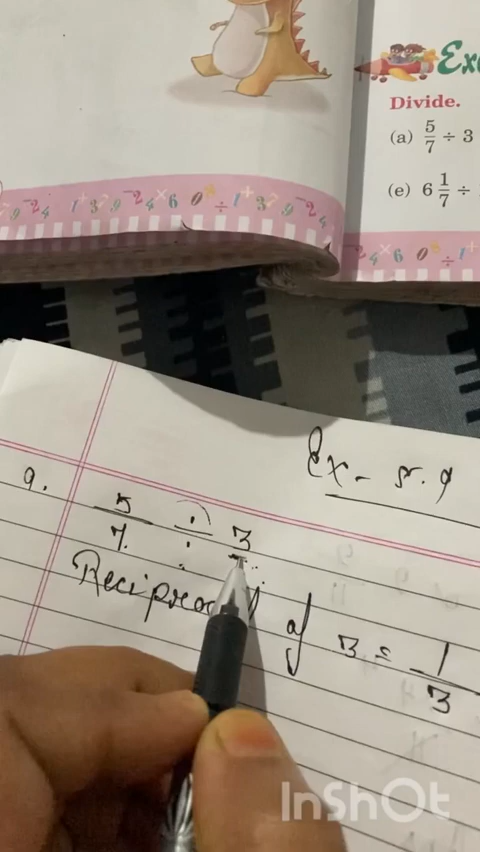 Exe
Divide.
(a) 5/7 ÷ 3
(e) 6 1/7 ÷
Ex - 5.9
a. 5/7 ÷ 3
Reciprocal of 3 = 1/3
InShOt